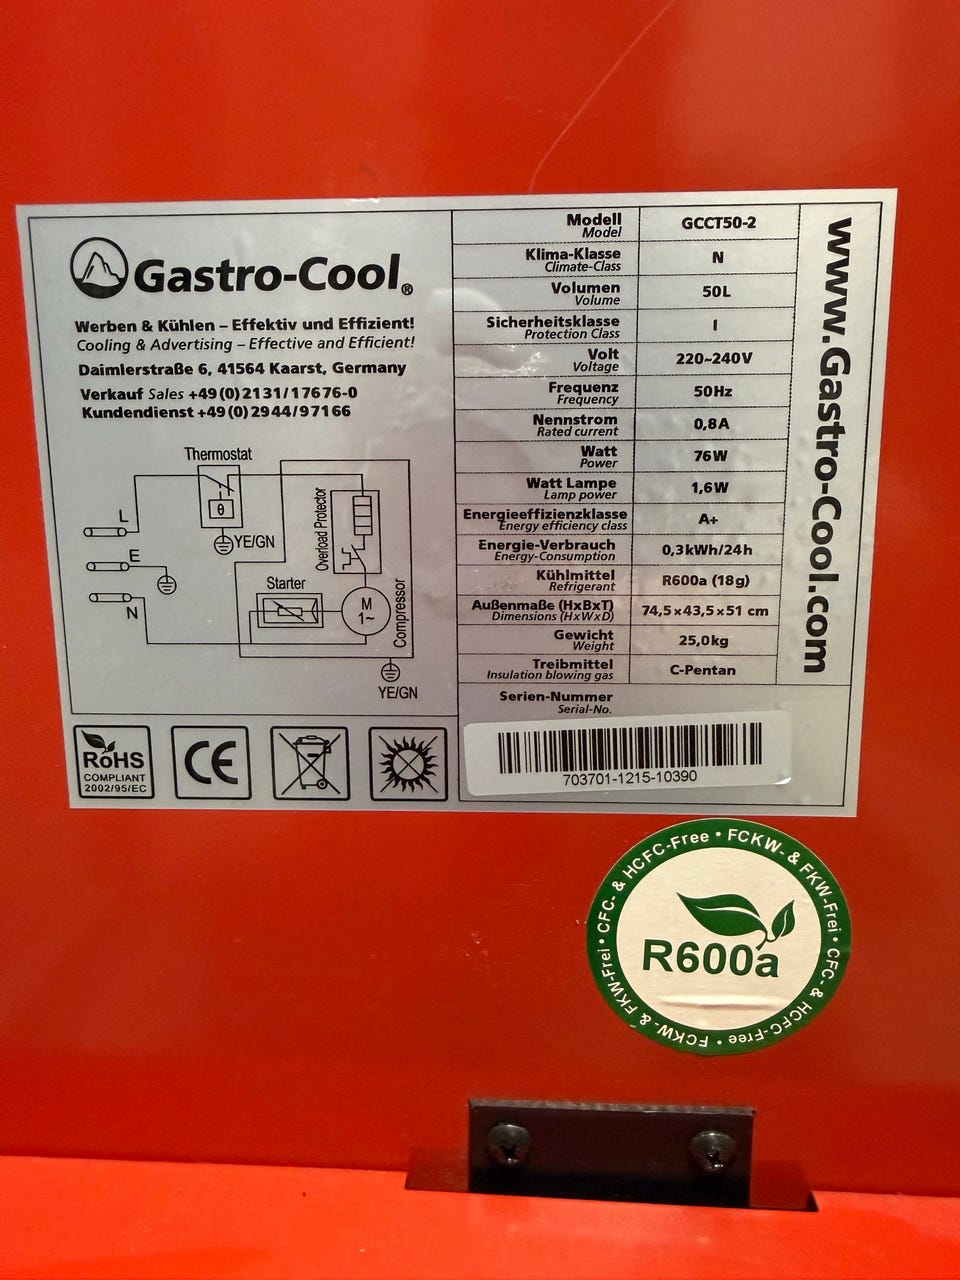 Gastro-Cool®
Werben & Kühlen – Effektiv und Effizient!
Cooling & Advertising – Effective and Efficient!
Daimlerstraße 6, 41564 Kaarst, Germany
Verkauf Sales +49(0)2131/17676-0
Kundendienst +49(0)2944/97166
Thermostat
L
θ
YE/GN
E
N
Starter
Overload Protector
M
1~
Compressor
YE/GN
RoHS
COMPLIANT
2002/95/EC
CE
Modell
Model
GCCT50-2
Klima-Klasse
Climate-Class
N
Volumen
Volume
50L
Sicherheitsklasse
Protection Class
I
Volt
Voltage
220~240V
Frequenz
Frequency
50Hz
Nennstrom
Rated current
0,8A
Watt
Power
76W
Watt Lampe
Lamp power
1,6W
Energieeffizienzklasse
Energy efficiency class
A+
Energie-Verbrauch
Energy-Consumption
0,3kWh/24h
Kühlmittel
Refrigerant
R600a (18g)
Außenmaße (HxBxT)
Dimensions (HxWxD)
74,5×43,5×51 cm
Gewicht
Weight
25,0kg
Treibmittel
Insulation blowing gas
C-Pentan
Serien-Nummer
Serial-No.
703701-1215-10390
www.Gastro-Cool.com
CFC- & HCFC-Free • FCKW- & FKW-Frei • CFC- & HCFC-Free • FCKW- & FKW-Frei •
R600a